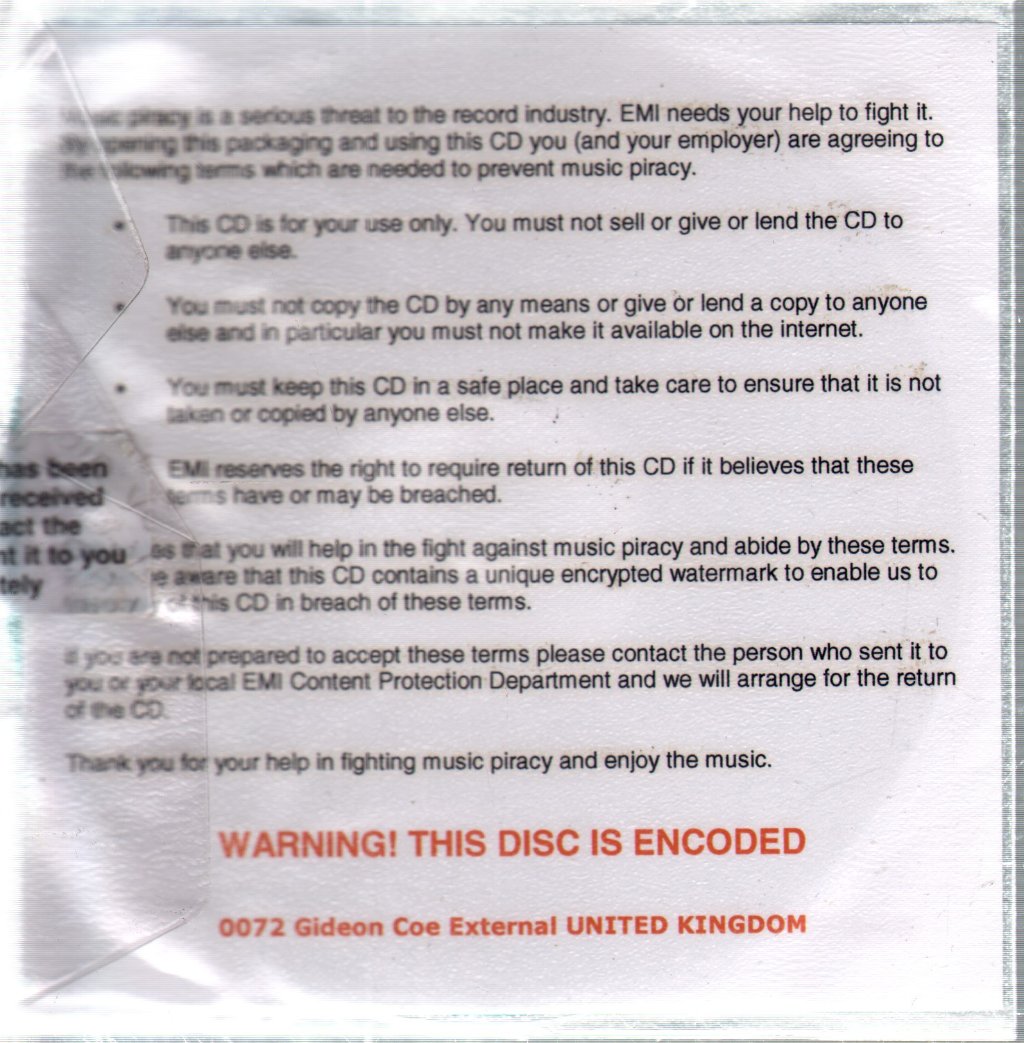 Music piracy is a serious threat to the record industry. EMI needs your help to fight it.
By opening this packaging and using this CD you (and your employer) are agreeing to
the following terms which are needed to prevent music piracy.
• This CD is for your use only. You must not sell or give or lend the CD to
anyone else.
• You must not copy the CD by any means or give or lend a copy to anyone
else and in particular you must not make it available on the internet.
• You must keep this CD in a safe place and take care to ensure that it is not
taken or copied by anyone else.
EMI reserves the right to require return of this CD if it believes that these
terms have or may be breached.
that you will help in the fight against music piracy and abide by these terms.
aware that this CD contains a unique encrypted watermark to enable us to
of this CD in breach of these terms.
If you are not prepared to accept these terms please contact the person who sent it to
you or your local EMI Content Protection Department and we will arrange for the return
of the CD.
Thank you for your help in fighting music piracy and enjoy the music.
has been
received
act the
nt it to you
tely
WARNING! THIS DISC IS ENCODED
0072 Gideon Coe External UNITED KINGDOM